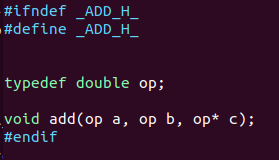 #ifndef _ADD_H_
#define _ADD_H_
typedef double op;
void add(op a, op b, op* c);
#endif